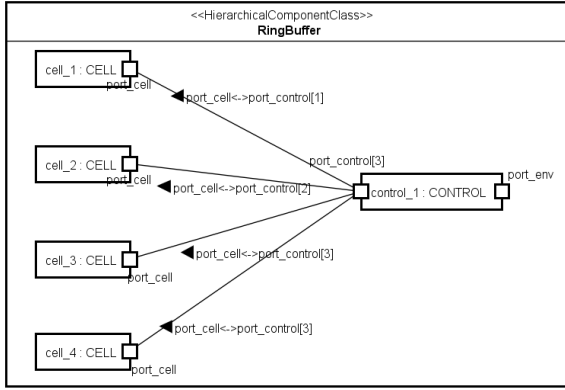 <<HierarchicalComponentClass>>
RingBuffer
cell_1 : CELL
port_cell
port_cell<->port_control[1]
port_control[3]
cell_2 : CELL
port_cell
port_cell<->port_control[2]
control_1 : CONTROL
port_env
cell_3 : CELL
port_cell
port_cell<->port_control[3]
cell_4 : CELL
port_cell
port_cell<->port_control[3]